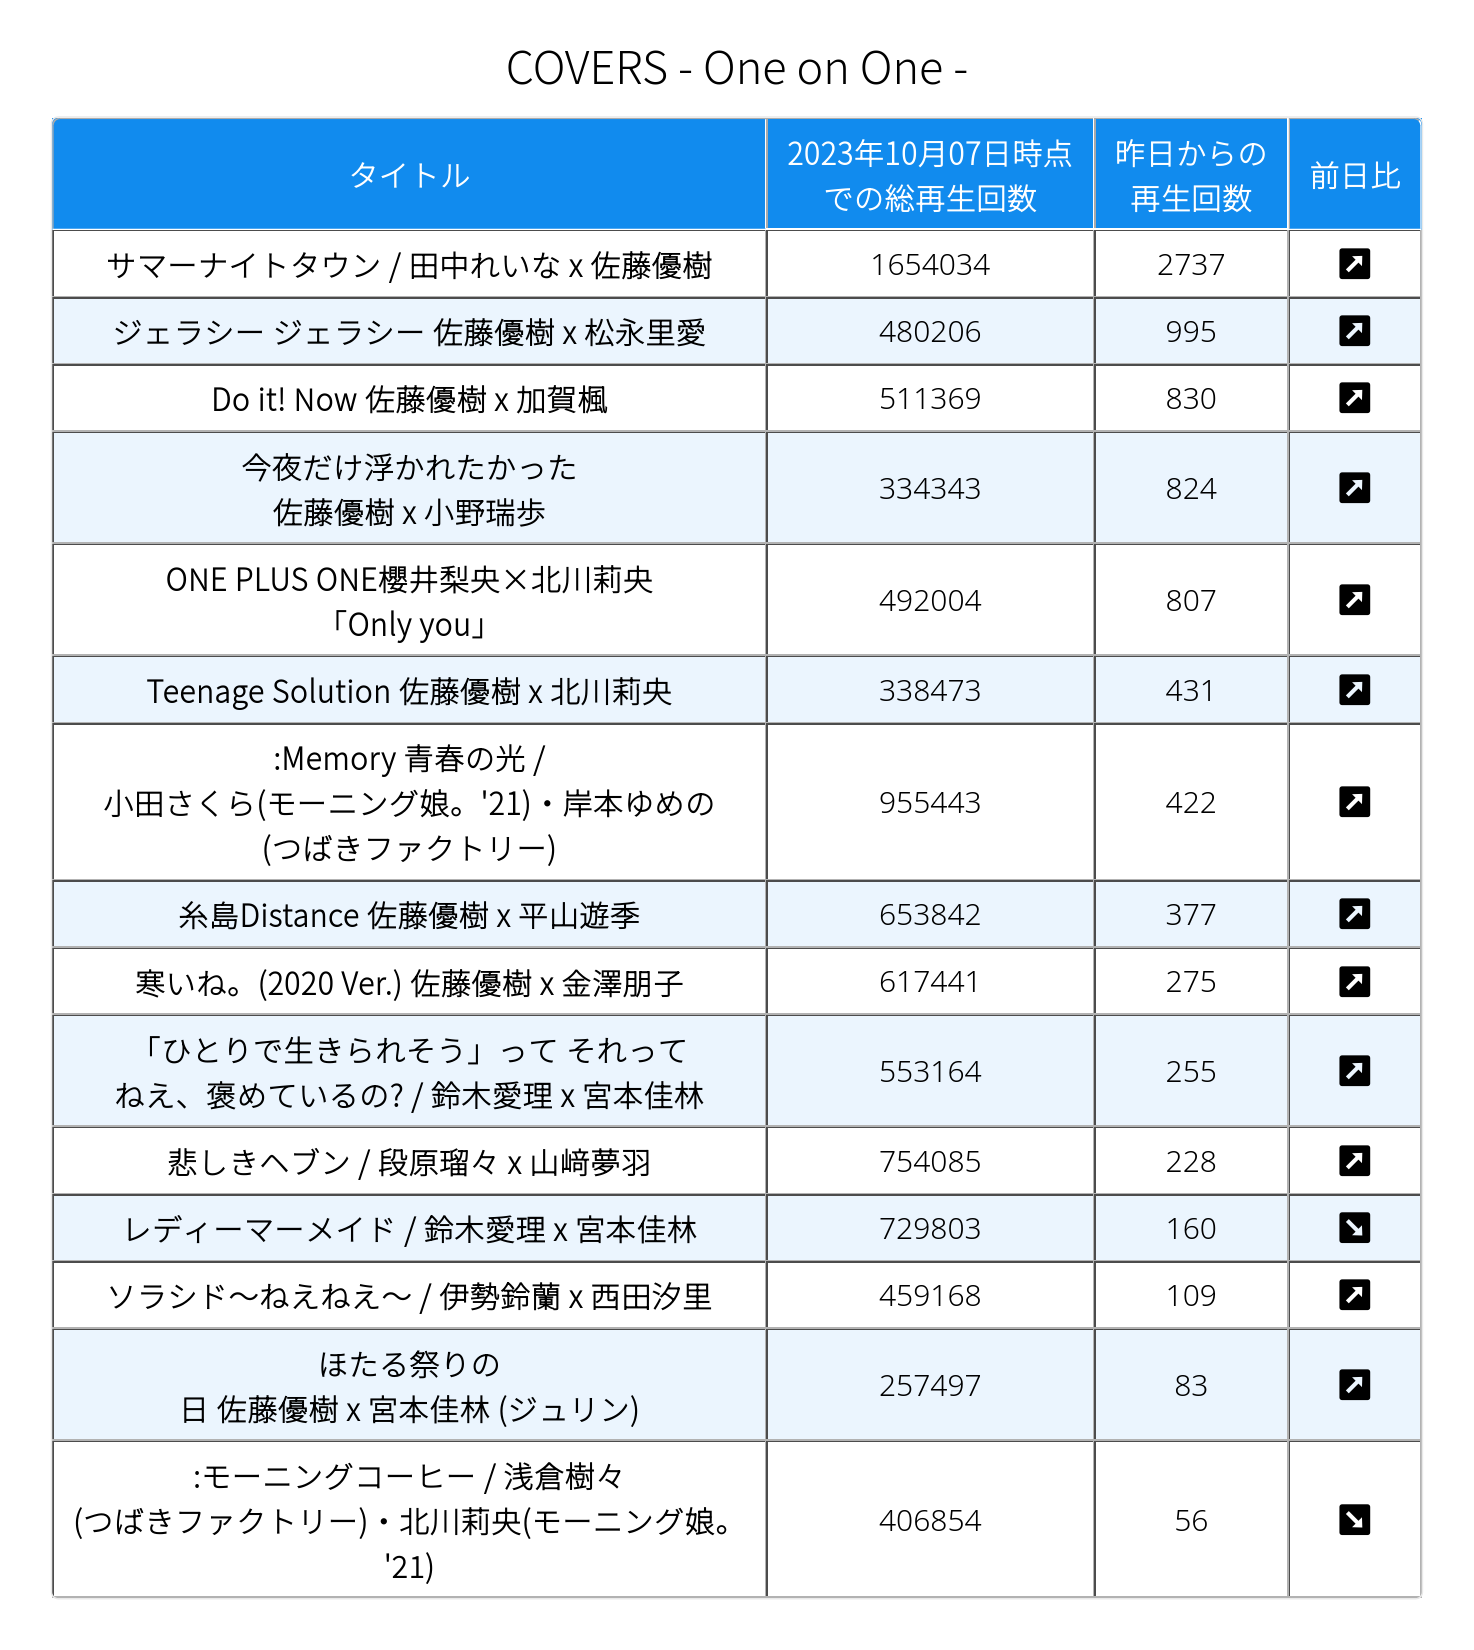 COVERS - One on One -
タイトル
2023年10月07日時点
での総再生回数
昨日からの
再生回数
前日比
サマーナイトタウン / 田中れいな x 佐藤優樹
1654034
2737
ジェラシー ジェラシー 佐藤優樹 x 松永里愛
480206
995
Do it! Now 佐藤優樹 x 加賀楓
511369
830
今夜だけ浮かれたかった
佐藤優樹 x 小野瑞歩
334343
824
ONE PLUS ONE櫻井梨央×北川莉央
「Only you」
492004
807
Teenage Solution 佐藤優樹 x 北川莉央
338473
431
:Memory 青春の光 /
小田さくら(モーニング娘。'21)・岸本ゆめの
(つばきファクトリー)
955443
422
糸島Distance 佐藤優樹 x 平山遊季
653842
377
寒いね。(2020 Ver.) 佐藤優樹 x 金澤朋子
617441
275
「ひとりで生きられそう」って それって
ねえ、褒めているの? / 鈴木愛理 x 宮本佳林
553164
255
悲しきヘブン / 段原瑠々 x 山﨑夢羽
754085
228
レディーマーメイド / 鈴木愛理 x 宮本佳林
729803
160
ソラシド〜ねえねえ〜 / 伊勢鈴蘭 x 西田汐里
459168
109
ほたる祭りの
日 佐藤優樹 x 宮本佳林 (ジュリン)
257497
83
:モーニングコーヒー / 浅倉樹々
(つばきファクトリー)・北川莉央(モーニング娘。
'21)
406854
56